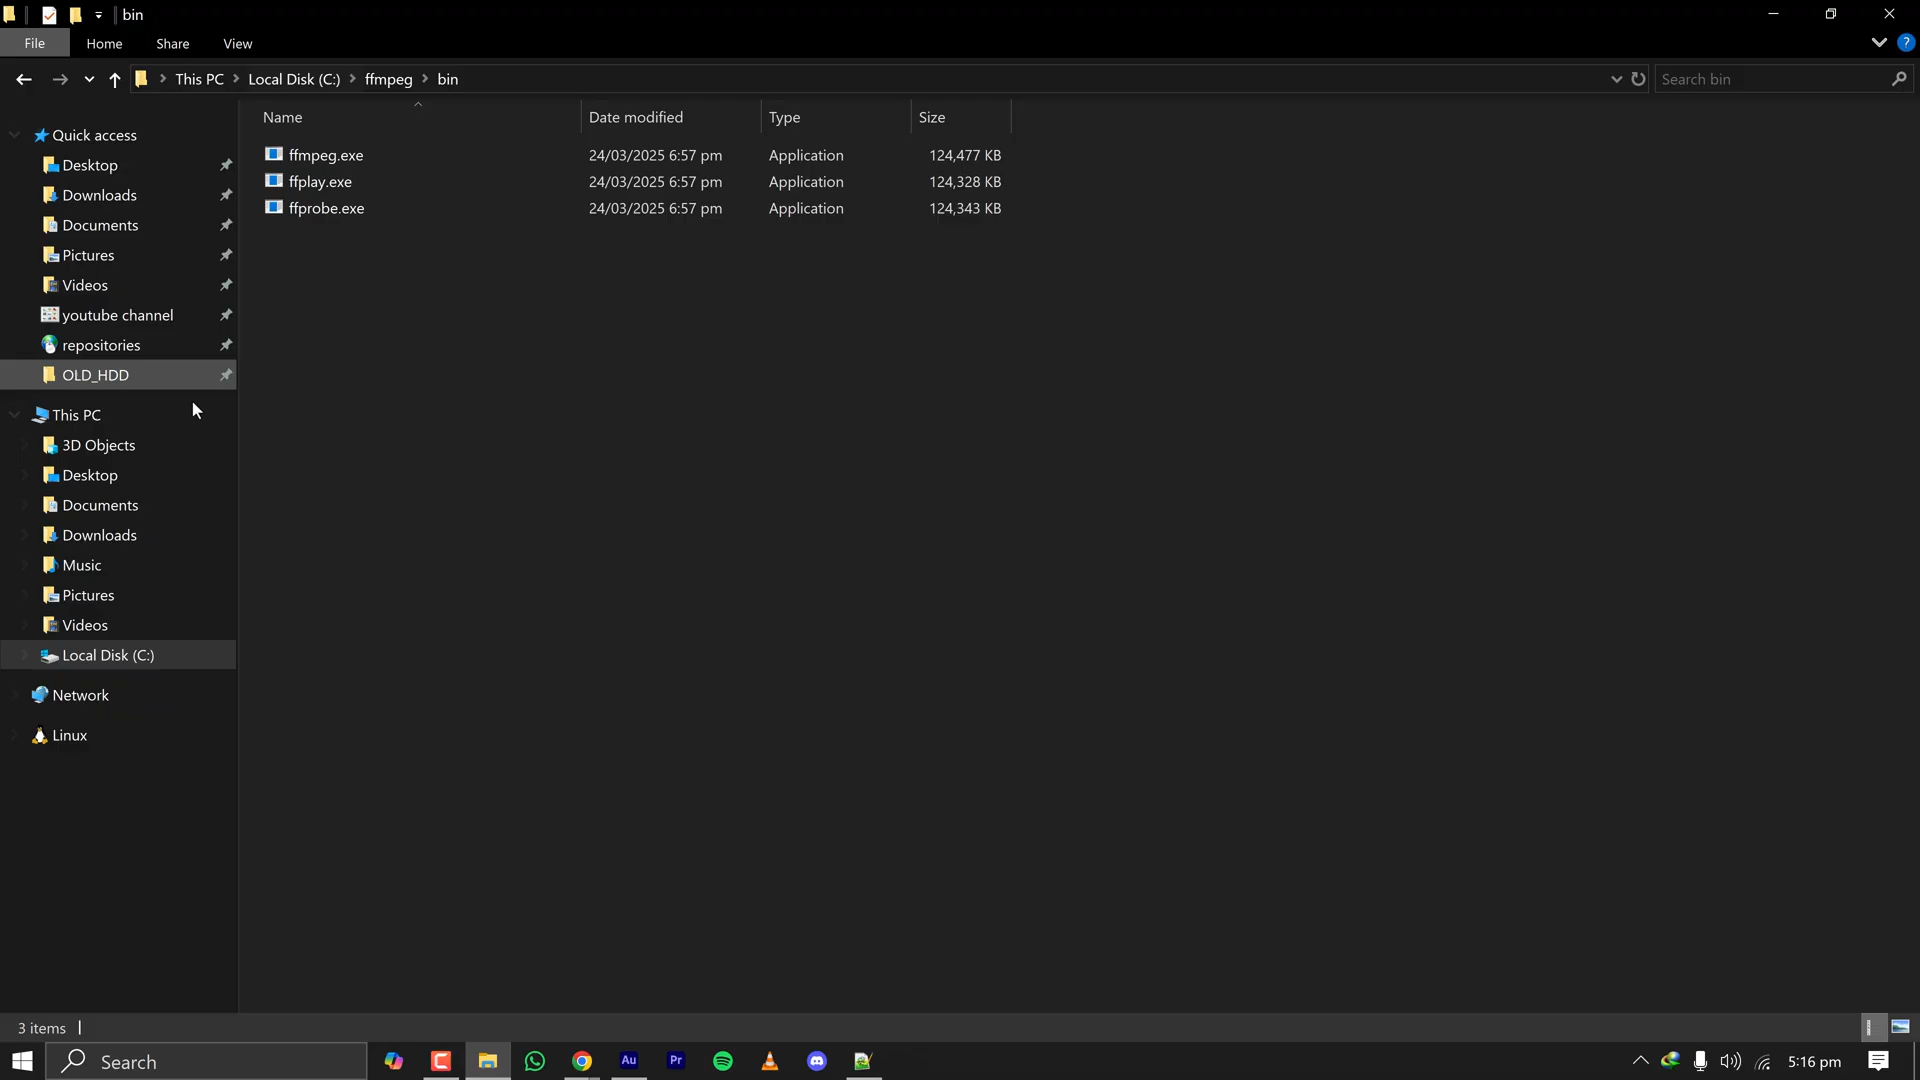 bin
File Home Share View
This PC Local Disk (C:) ffmpeg bin Search bin
Name Date modified Type Size
ffmpeg.exe 24/03/2025 6:57 pm Application 124,477 KB
ffplay.exe 24/03/2025 6:57 pm Application 124,328 KB
ffprobe.exe 24/03/2025 6:57 pm Application 124,343 KB
Quick access
Desktop
Downloads
Documents
Pictures
Videos
youtube channel
repositories
OLD_HDD
This PC
3D Objects
Desktop
Documents
Downloads
Music
Pictures
Videos
Local Disk (C:)
Network
Linux
3 items
Search Au Pr 5:16 pm